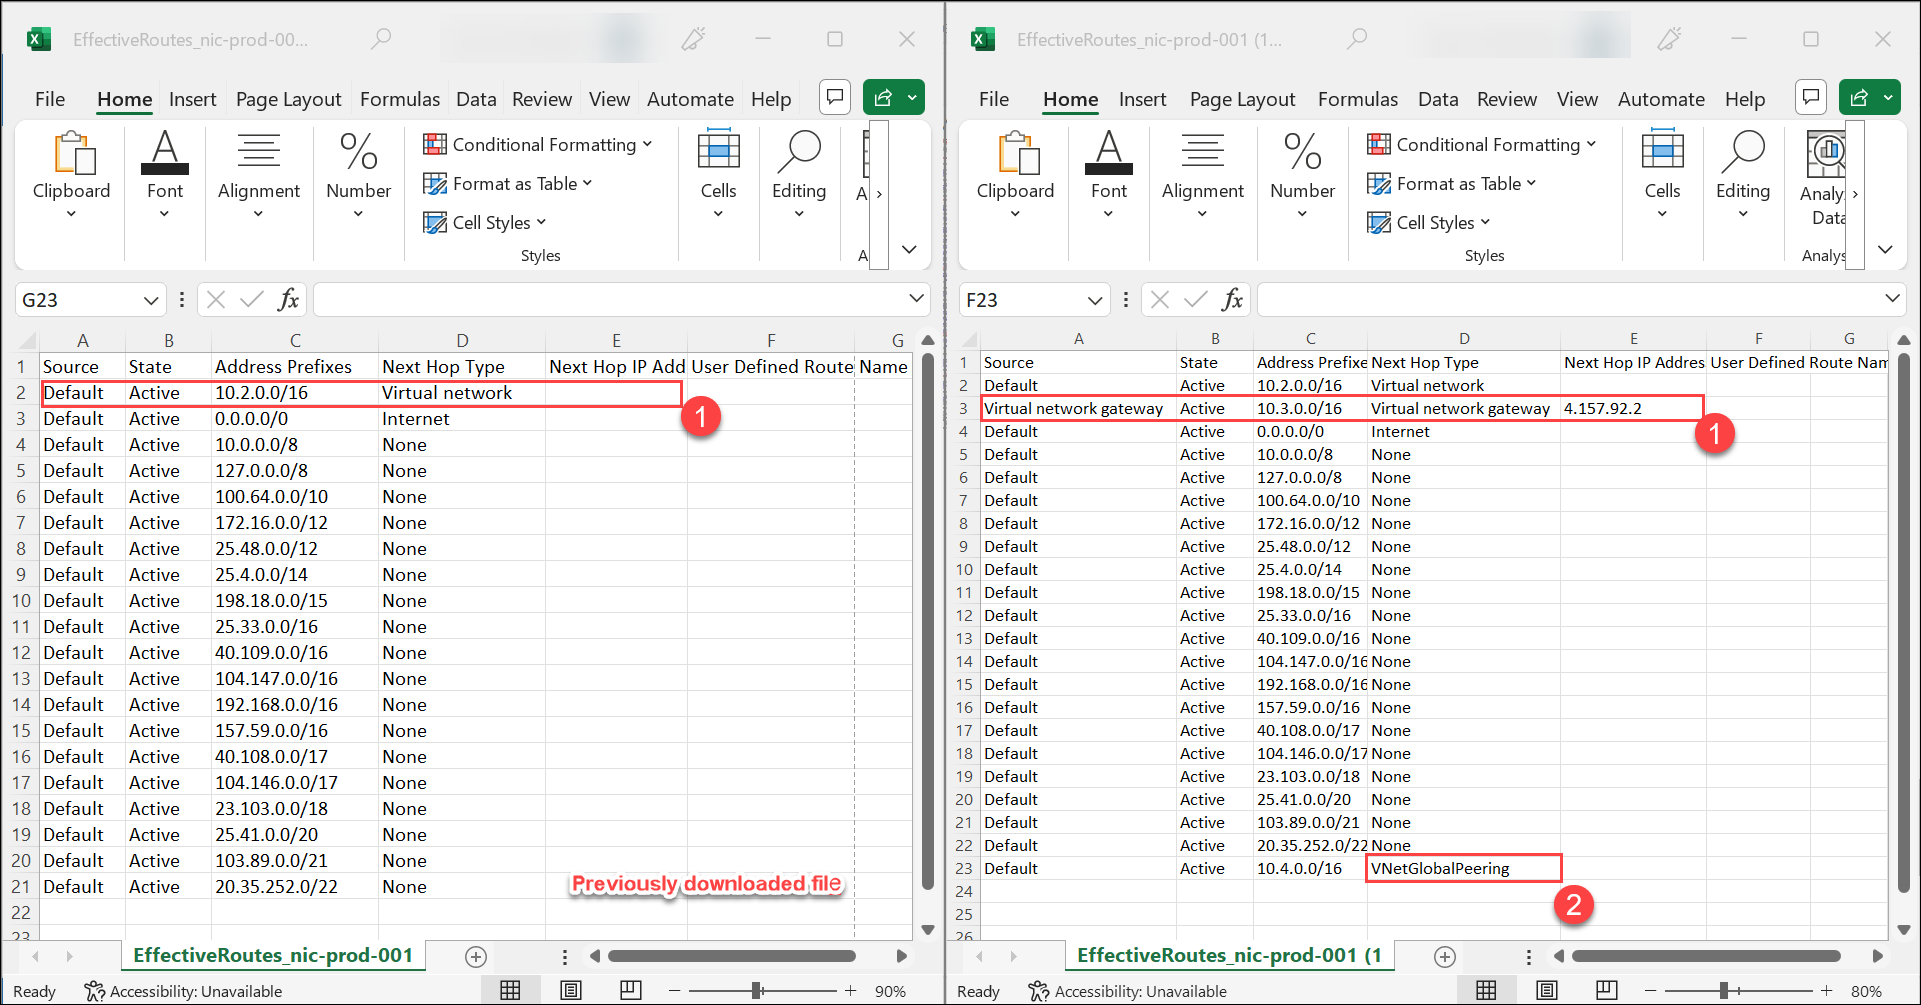 EffectiveRoutes_nic-prod-00...
File Home Insert Page Layout Formulas Data Review View Automate Help
Clipboard Font Alignment Number Conditional Formatting Format as Table Cell Styles Styles Cells Editing A A
G23 fx
A B C D E F G
1 Source State Address Prefixes Next Hop Type Next Hop IP Add User Defined Route Name
2 Default Active 10.2.0.0/16 Virtual network
1
3 Default Active 0.0.0.0/0 Internet
4 Default Active 10.0.0.0/8 None
5 Default Active 127.0.0.0/8 None
6 Default Active 100.64.0.0/10 None
7 Default Active 172.16.0.0/12 None
8 Default Active 25.48.0.0/12 None
9 Default Active 25.4.0.0/14 None
10 Default Active 198.18.0.0/15 None
11 Default Active 25.33.0.0/16 None
12 Default Active 40.109.0.0/16 None
13 Default Active 104.147.0.0/16 None
14 Default Active 192.168.0.0/16 None
15 Default Active 157.59.0.0/16 None
16 Default Active 40.108.0.0/17 None
17 Default Active 104.146.0.0/17 None
18 Default Active 23.103.0.0/18 None
19 Default Active 25.41.0.0/20 None
20 Default Active 103.89.0.0/21 None
21 Default Active 20.35.252.0/22 None
Previously downloaded file
22
23
EffectiveRoutes_nic-prod-001
Ready Accessibility: Unavailable 90%
EffectiveRoutes_nic-prod-001 (1...
File Home Insert Page Layout Formulas Data Review View Automate Help
Clipboard Font Alignment Number Conditional Formatting Format as Table Cell Styles Styles Cells Editing Analy Data Analys
F23 fx
A B C D E F G
1 Source State Address Prefixe Next Hop Type Next Hop IP Addres User Defined Route Nam
2 Default Active 10.2.0.0/16 Virtual network
3 Virtual network gateway Active 10.3.0.0/16 Virtual network gateway 4.157.92.2
1
4 Default Active 0.0.0.0/0 Internet
5 Default Active 10.0.0.0/8 None
6 Default Active 127.0.0.0/8 None
7 Default Active 100.64.0.0/10 None
8 Default Active 172.16.0.0/12 None
9 Default Active 25.48.0.0/12 None
10 Default Active 25.4.0.0/14 None
11 Default Active 198.18.0.0/15 None
12 Default Active 25.33.0.0/16 None
13 Default Active 40.109.0.0/16 None
14 Default Active 104.147.0.0/16 None
15 Default Active 192.168.0.0/16 None
16 Default Active 157.59.0.0/16 None
17 Default Active 40.108.0.0/17 None
18 Default Active 104.146.0.0/17 None
19 Default Active 23.103.0.0/18 None
20 Default Active 25.41.0.0/20 None
21 Default Active 103.89.0.0/21 None
22 Default Active 20.35.252.0/22 None
23 Default Active 10.4.0.0/16 VNetGlobalPeering
2
24
25
26
EffectiveRoutes_nic-prod-001 (1
Ready Accessibility: Unavailable 80%